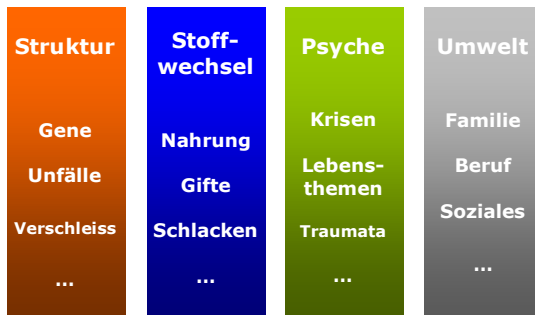 Struktur
Gene
Unfälle
Verschleiss
...
Stoff-
wechsel
Nahrung
Gifte
Schlacken
...
Psyche
Krisen
Lebens-
themen
Traumata
...
Umwelt
Familie
Beruf
Soziales
...